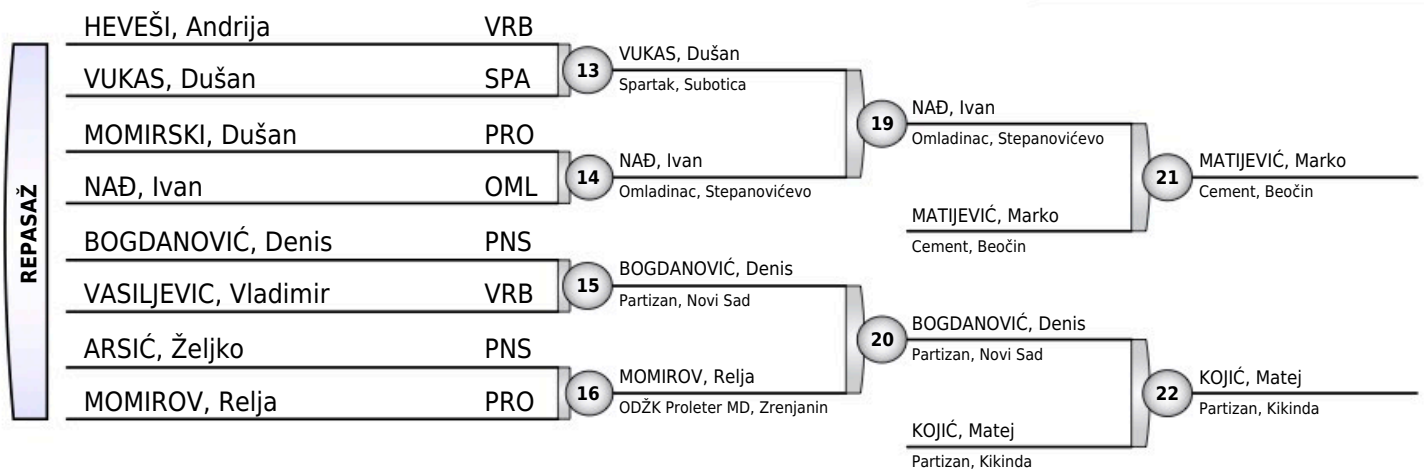 REPASAŽ
HEVEŠI, Andrija VRB
VUKAS, Dušan SPA
MOMIRSKI, Dušan PRO
NAĐ, Ivan OML
BOGDANOVIĆ, Denis PNS
VASILJEVIC, Vladimir VRB
ARSIĆ, Željko PNS
MOMIROV, Relja PRO
13
VUKAS, Dušan
Spartak, Subotica
14
NAĐ, Ivan
Omladinac, Stepanovićevo
15
BOGDANOVIĆ, Denis
Partizan, Novi Sad
16
MOMIROV, Relja
ODŽK Proleter MD, Zrenjanin
19
NAĐ, Ivan
Omladinac, Stepanovićevo
MATIJEVIĆ, Marko
Cement, Beočin
20
BOGDANOVIĆ, Denis
Partizan, Novi Sad
KOJIĆ, Matej
Partizan, Kikinda
21
MATIJEVIĆ, Marko
Cement, Beočin
22
KOJIĆ, Matej
Partizan, Kikinda